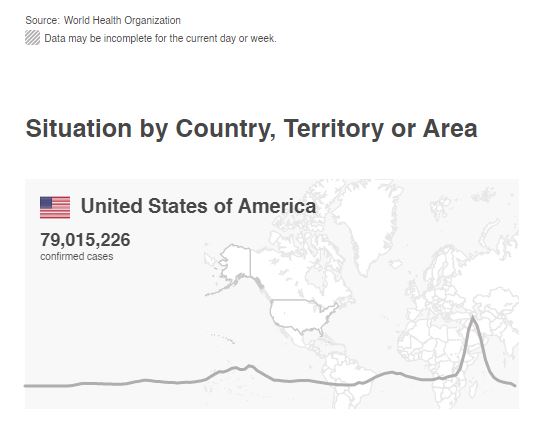 Source: World Health Organization
Data may be incomplete for the current day or week.
Situation by Country, Territory or Area
United States of America
79,015,226
confirmed cases